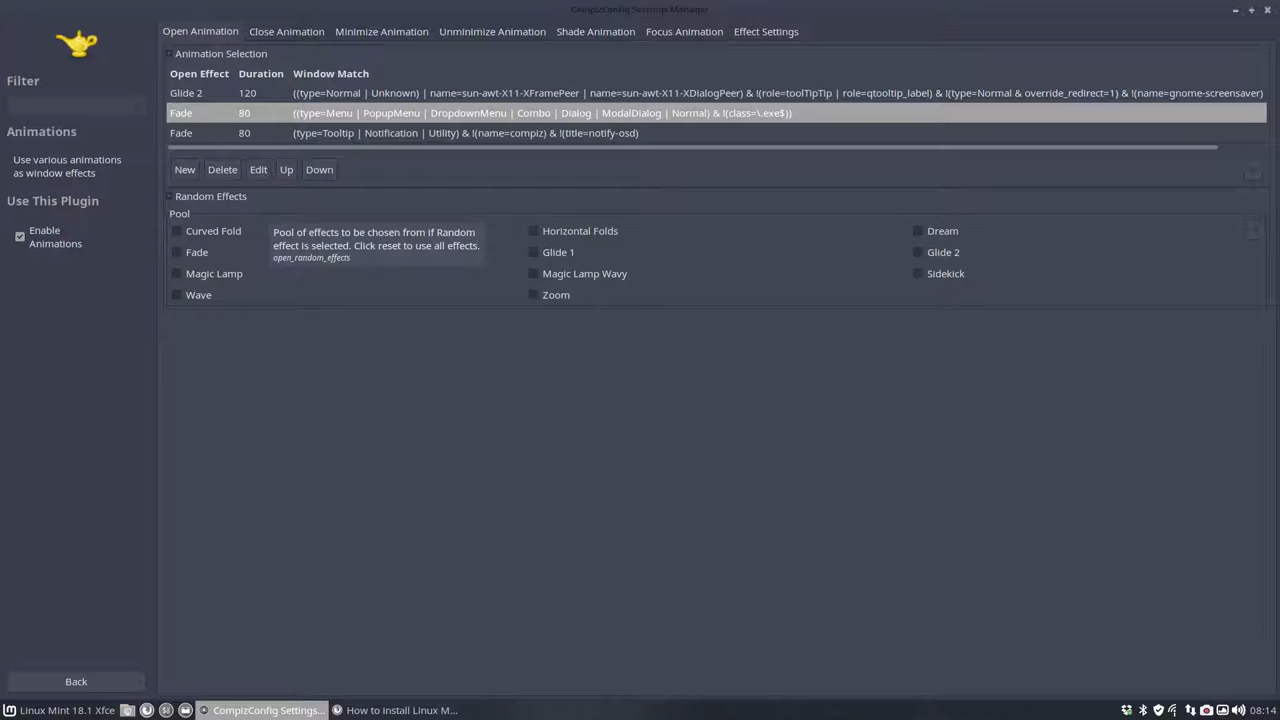 CompizConfig Settings Manager
Open Animation Close Animation Minimize Animation Unminimize Animation Shade Animation Focus Animation Effect Settings
Filter
Animations
Use various animations
as window effects
Use This Plugin
Enable
Animations
Back
Animation Selection
Open Effect Duration Window Match
Glide 2 120 ((type=Normal | Unknown) | name=sun-awt-X11-XFramePeer | name=sun-awt-X11-XDialogPeer) & !(role=toolTipTip | role=qtooltip_label) & !(type=Normal & override_redirect=1) & !(name=gnome-screensaver)
Fade 80 ((type=Menu | PopupMenu | DropdownMenu | Combo | Dialog | ModalDialog | Normal) & !(class=\.exe$))
Fade 80 (type=Tooltip | Notification | Utility) & !(name=compiz) & !(title=notify-osd)
New Delete Edit Up Down
Random Effects
Pool
Curved Fold Horizontal Folds Dream
Fade Glide 1 Glide 2
Magic Lamp Magic Lamp Wavy Sidekick
Wave Zoom
Pool of effects to be chosen from if Random
effect is selected. Click reset to use all effects.
open_random_effects
Linux Mint 18.1 Xfce CompizConfig Settings... How to install Linux M... 08:14